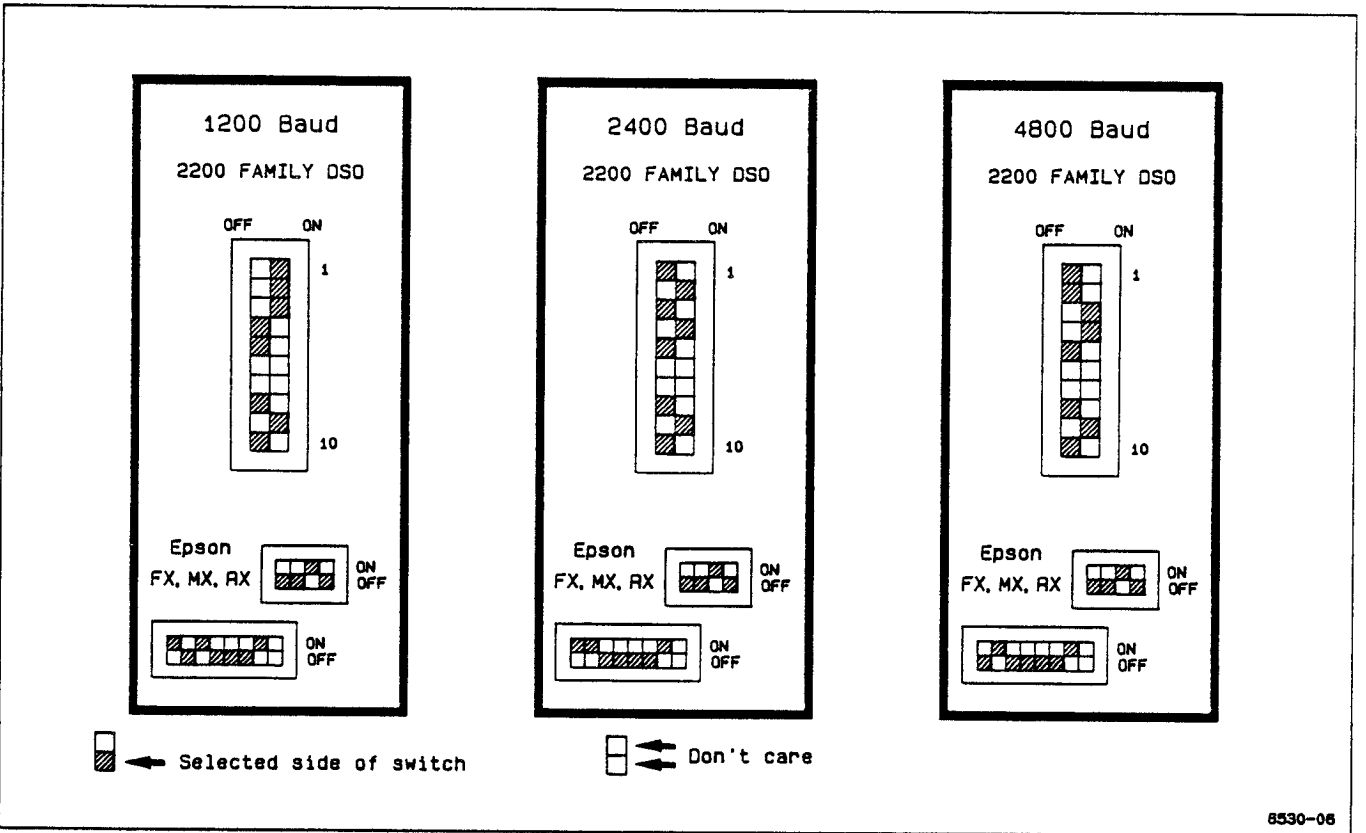 1200 Baud
2200 FAMILY DSO
OFF ON
1
10
Epson
FX, MX, RX
ON
OFF
ON
OFF
2400 Baud
2200 FAMILY DSO
OFF ON
1
10
Epson
FX, MX, RX
ON
OFF
ON
OFF
4800 Baud
2200 FAMILY DSO
OFF ON
1
10
Epson
FX, MX, RX
ON
OFF
ON
OFF
Selected side of switch
Don't care
8530-06